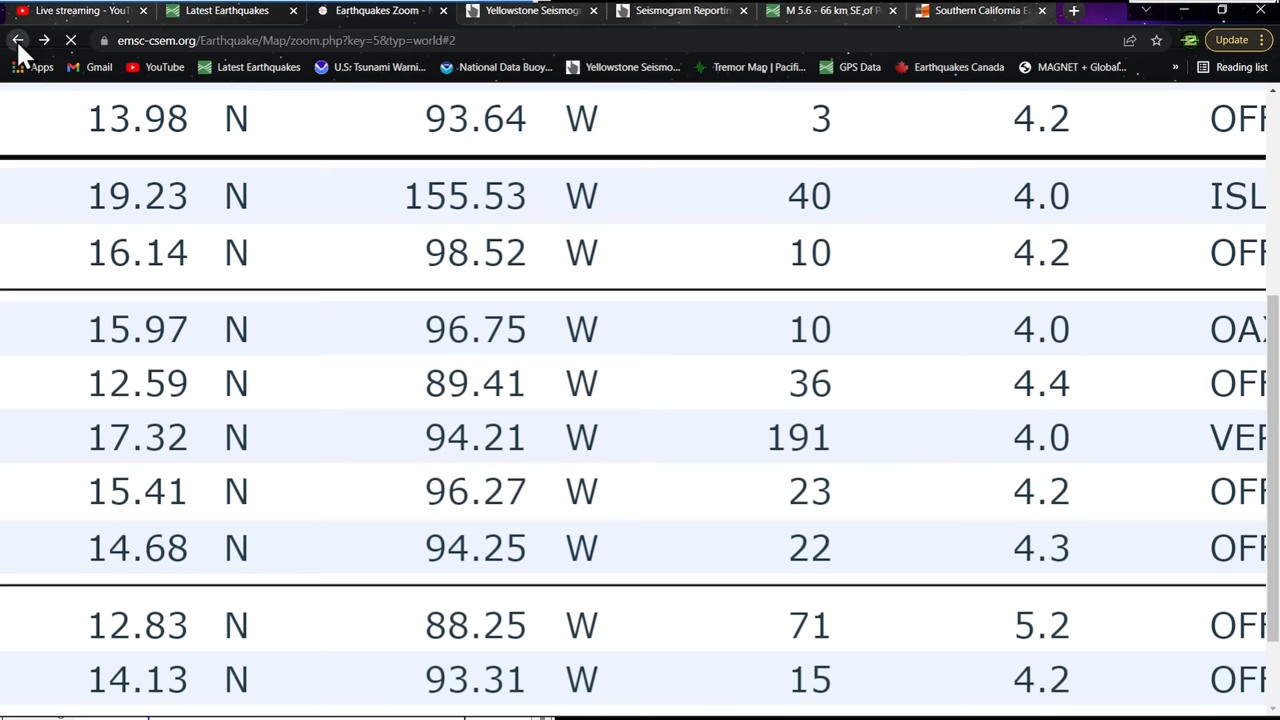 Live streaming - YouTube
Latest Earthquakes
Earthquakes Zoom -
Yellowstone Seismog
Seismogram Reportin
M 5.6 - 66 km SE of P
Southern California Ea
emsc-csem.org/Earthquake/Map/zoom.php?key=5&typ=world#2
Update
Apps
Gmail
YouTube
Latest Earthquakes
U.S: Tsunami Warni...
National Data Buoy...
Yellowstone Seismo...
Tremor Map | Pacifi...
GPS Data
Earthquakes Canada
MAGNET + Global...
»
Reading list
13.98 N 93.64 W 3 4.2 OFF
19.23 N 155.53 W 40 4.0 ISL
16.14 N 98.52 W 10 4.2 OFF
15.97 N 96.75 W 10 4.0 OAX
12.59 N 89.41 W 36 4.4 OFF
17.32 N 94.21 W 191 4.0 VER
15.41 N 96.27 W 23 4.2 OFF
14.68 N 94.25 W 22 4.3 OFF
12.83 N 88.25 W 71 5.2 OFF
14.13 N 93.31 W 15 4.2 OFF